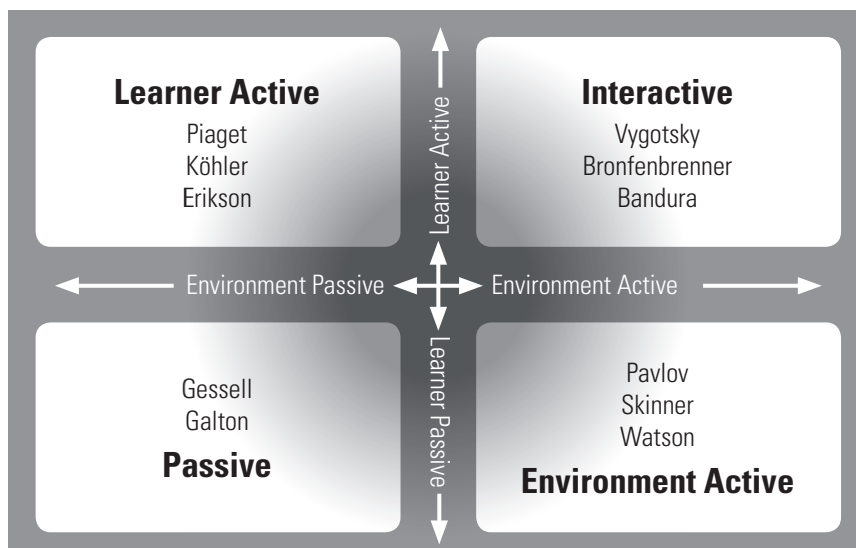 Learner Active
Piaget
Köhler
Erikson
Interactive
Vygotsky
Bronfenbrenner
Bandura
Learner Active
Environment Passive
Environment Active
Learner Passive
Gessell
Galton
Passive
Pavlov
Skinner
Watson
Environment Active